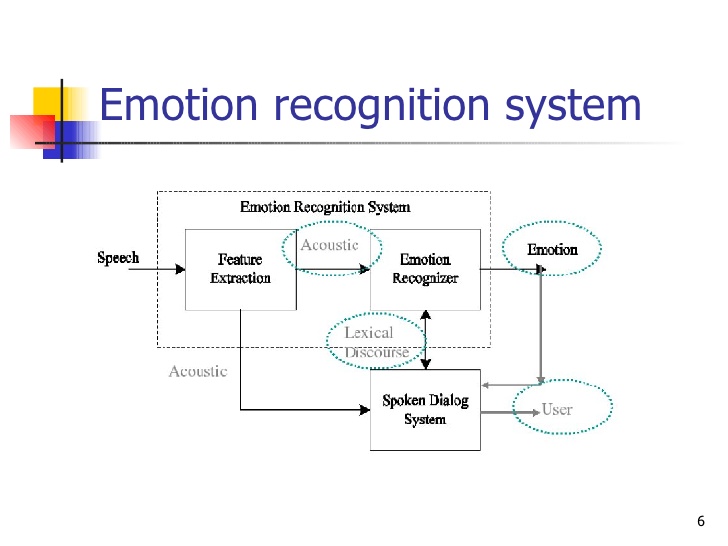 Emotion recognition system
Emotion Recognition System
Speech
Feature
Extraction
Acoustic
Emotion
Recognizer
Emotion
Lexical
Discourse
Acoustic
Spoken Dialog
System
User
6